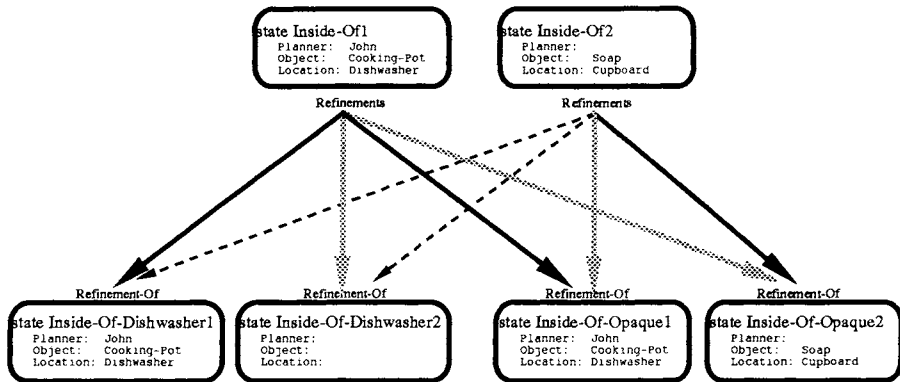 state Inside-Of1
Planner: John
Object: Cooking-Pot
Location: Dishwasher
state Inside-Of2
Planner:
Object: Soap
Location: Cupboard
Refinements
Refinements
Refinement-Of
Refinement-Of
Refinement-Of
Refinement-Of
state Inside-Of-Dishwasher1
Planner: John
Object: Cooking-Pot
Location: Dishwasher
state Inside-Of-Dishwasher2
Planner:
Object:
Location:
state Inside-Of-Opaque1
Planner: John
Object: Cooking-Pot
Location: Dishwasher
state Inside-Of-Opaque2
Planner:
Object: Soap
Location: Cupboard